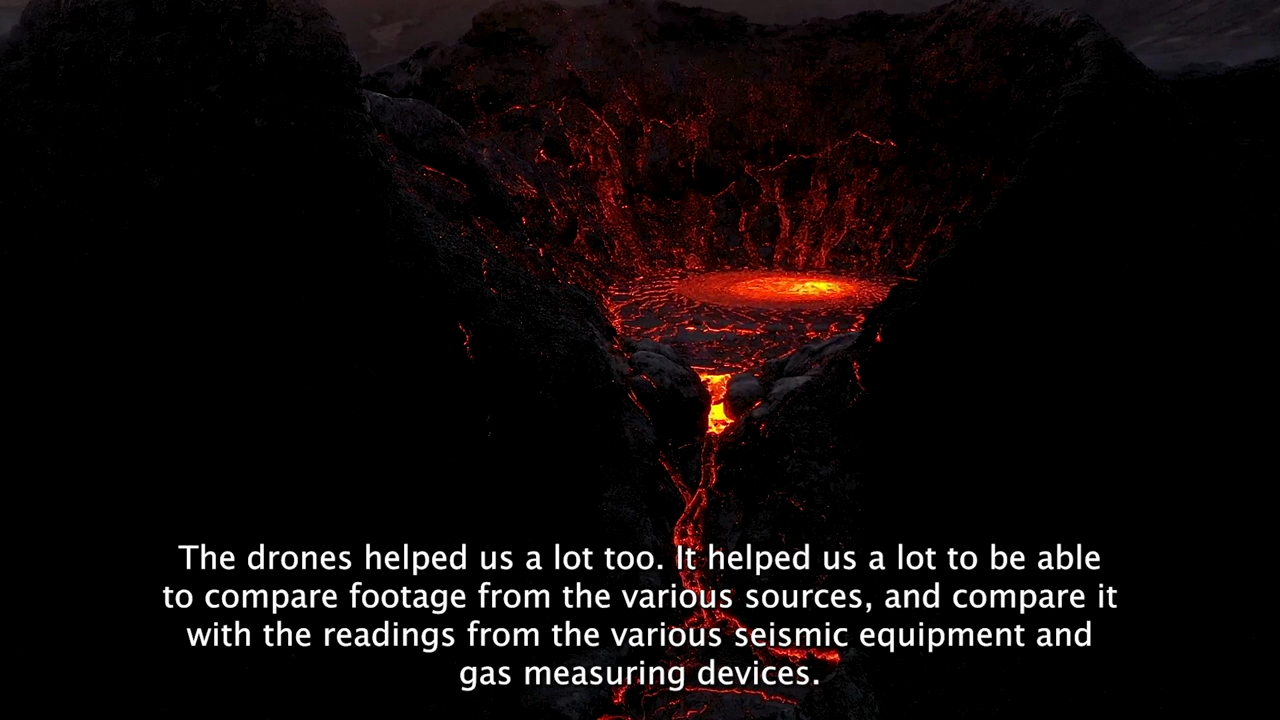 The drones helped us a lot too. It helped us a lot to be able
to compare footage from the various sources, and compare it
with the readings from the various seismic equipment and
gas measuring devices.